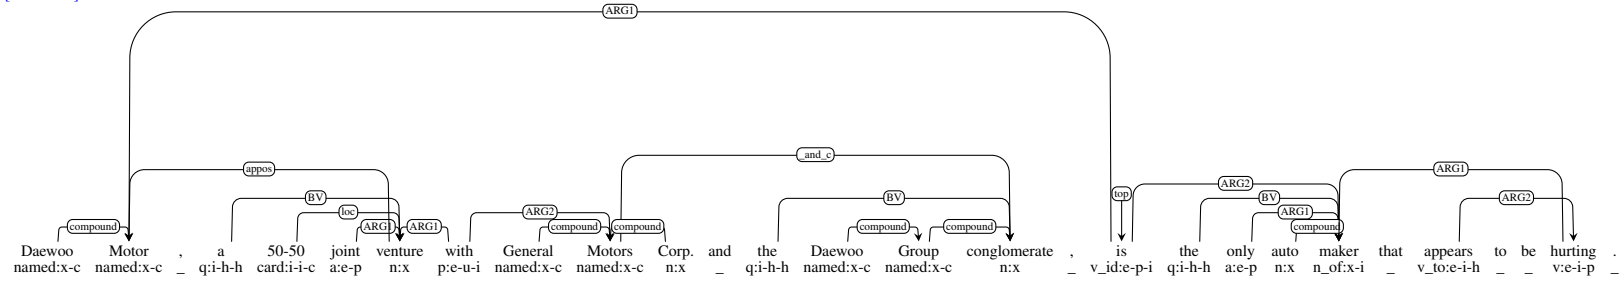 ARG1
_and_c
appos ARG1
top ARG2
BV BV BV
loc ARG2 ARG1 ARG2
compound ARG1 ARG1 compound compound compound compound compound
Daewoo Motor , a 50-50 joint venture with General Motors Corp. and the Daewoo Group conglomerate , is the only auto maker that appears to be hurting .
named:x-c named:x-c _ q:i-h-h card:i-i-c a:e-p n:x p:e-u-i named:x-c named:x-c n:x _ q:i-h-h named:x-c named:x-c n:x _ v_id:e-p-i q:i-h-h a:e-p n:x n_of:x-i _ v_to:e-i-h _ _ v:e-i-p _